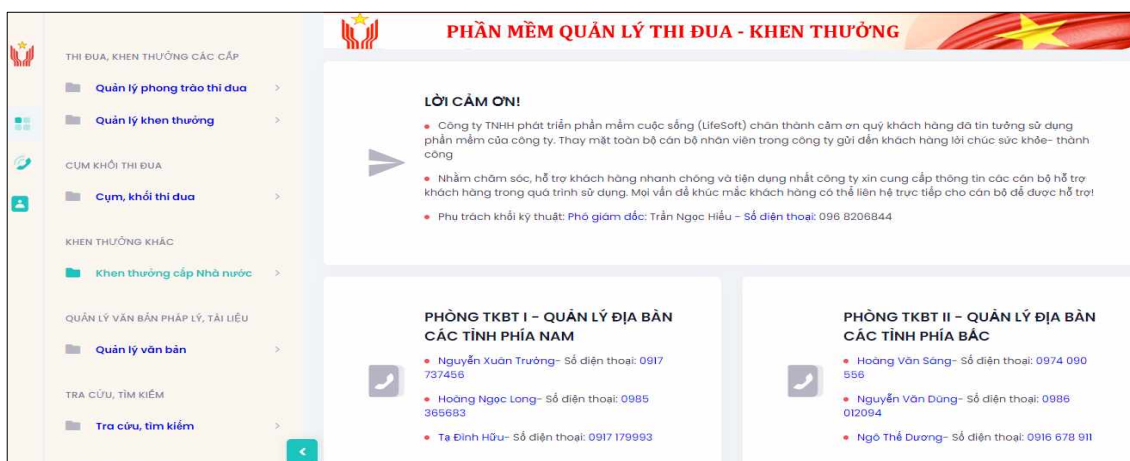 PHẦN MỀM QUẢN LÝ THI ĐUA - KHEN THƯỞNG
THI ĐUA, KHEN THƯỞNG CÁC CẤP
Quản lý phong trào thi đua
Quản lý khen thưởng
CỤM KHỐI THI ĐUA
Cụm, khối thi đua
KHEN THƯỞNG KHÁC
Khen thưởng cấp Nhà nước
QUẢN LÝ VĂN BẢN PHÁP LÝ, TÀI LIỆU
Quản lý văn bản
TRA CỨU, TÌM KIẾM
Tra cứu, tìm kiếm
LỜI CẢM ƠN!
Công ty TNHH phát triển phần mềm cuộc sống (LifeSoft) chân thành cảm ơn quý khách hàng đã tin tưởng sử dụng
phần mềm của công ty. Thay mặt toàn bộ cán bộ nhân viên trong công ty gửi đến khách hàng lời chúc sức khỏe- thành
công
Nhằm chăm sóc, hỗ trợ khách hàng nhanh chóng và tiện dụng nhất công ty xin cung cấp thông tin các cán bộ hỗ trợ
khách hàng trong quá trình sử dụng. Mọi vấn đề khúc mắc khách hàng có thể liên hệ trực tiếp cho cán bộ để được hỗ trợ!
Phụ trách khối kỹ thuật: Phó giám đốc: Trần Ngọc Hiếu - Số điện thoại: 096 8206844
PHÒNG TKBT I - QUẢN LÝ ĐỊA BÀN
CÁC TỈNH PHÍA NAM
Nguyễn Xuân Trường- Số điện thoại: 0917
737456
Hoàng Ngọc Long- Số điện thoại: 0985
365683
Tạ Đình Hữu- Số điện thoại: 0917 179993
PHÒNG TKBT II - QUẢN LÝ ĐỊA BÀN
CÁC TỈNH PHÍA BẮC
Hoàng Văn Sáng- Số điện thoại: 0974 090
556
Nguyễn Văn Dũng- Số điện thoại: 0986
012094
Ngô Thế Dương- Số điện thoại: 0916 678 911